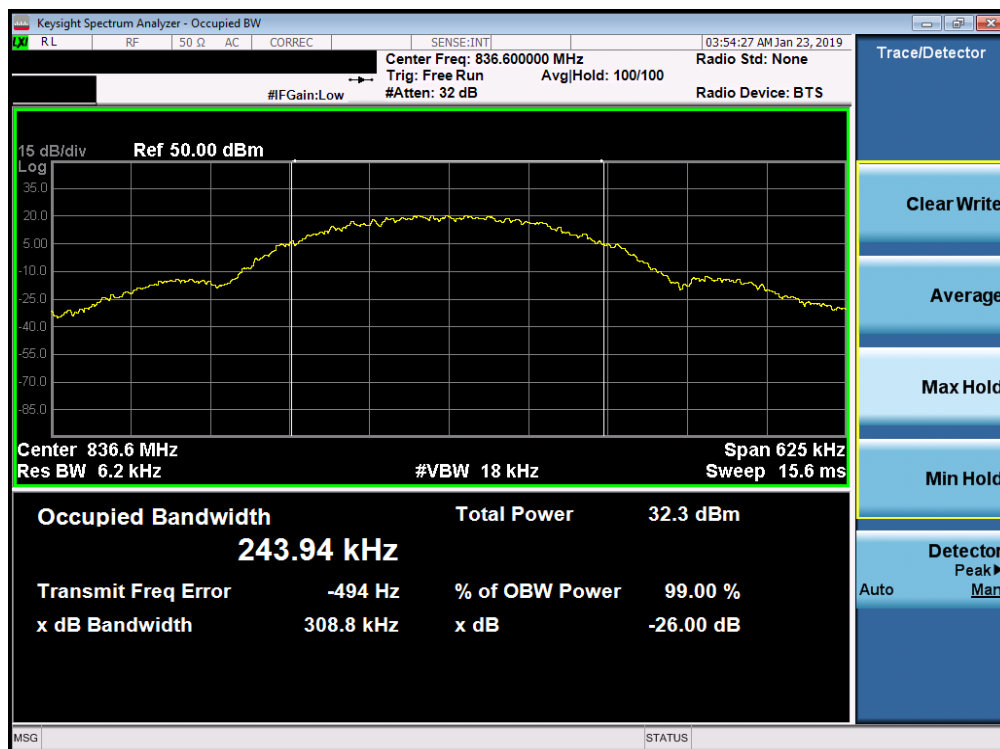 Keysight Spectrum Analyzer - Occupied BW
LXI RL RF 50 Ω AC CORREC SENSE:INT 03:54:27 AM Jan 23, 2019
Center Freq: 836.600000 MHz Radio Std: None
Trig: Free Run Avg|Hold: 100/100
#IFGain:Low #Atten: 32 dB Radio Device: BTS
15 dB/div Ref 50.00 dBm
Log
35.0
20.0
5.00
-10.0
-25.0
-40.0
-55.0
-70.0
-85.0
Center 836.6 MHz Span 625 kHz
Res BW 6.2 kHz #VBW 18 kHz Sweep 15.6 ms
Occupied Bandwidth Total Power 32.3 dBm
243.94 kHz
Transmit Freq Error -494 Hz % of OBW Power 99.00 %
x dB Bandwidth 308.8 kHz x dB -26.00 dB
MSG STATUS
Trace/Detector
Clear Write
Average
Max Hold
Min Hold
Detector
Peak▶
Auto Man